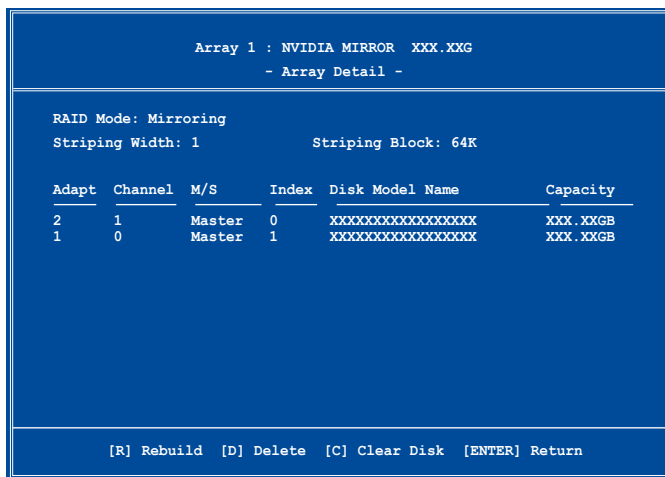 Array 1 : NVIDIA MIRROR  XXX.XXG
- Array Detail -
RAID Mode: Mirroring
Striping Width: 1    Striping Block: 64K
Adapt  Channel  M/S  Index  Disk Model Name  Capacity
2  1  Master  0  XXXXXXXXXXXXXXXXX  XXX.XXGB
1  0  Master  1  XXXXXXXXXXXXXXXXX  XXX.XXGB
[R] Rebuild  [D] Delete  [C] Clear Disk  [ENTER] Return